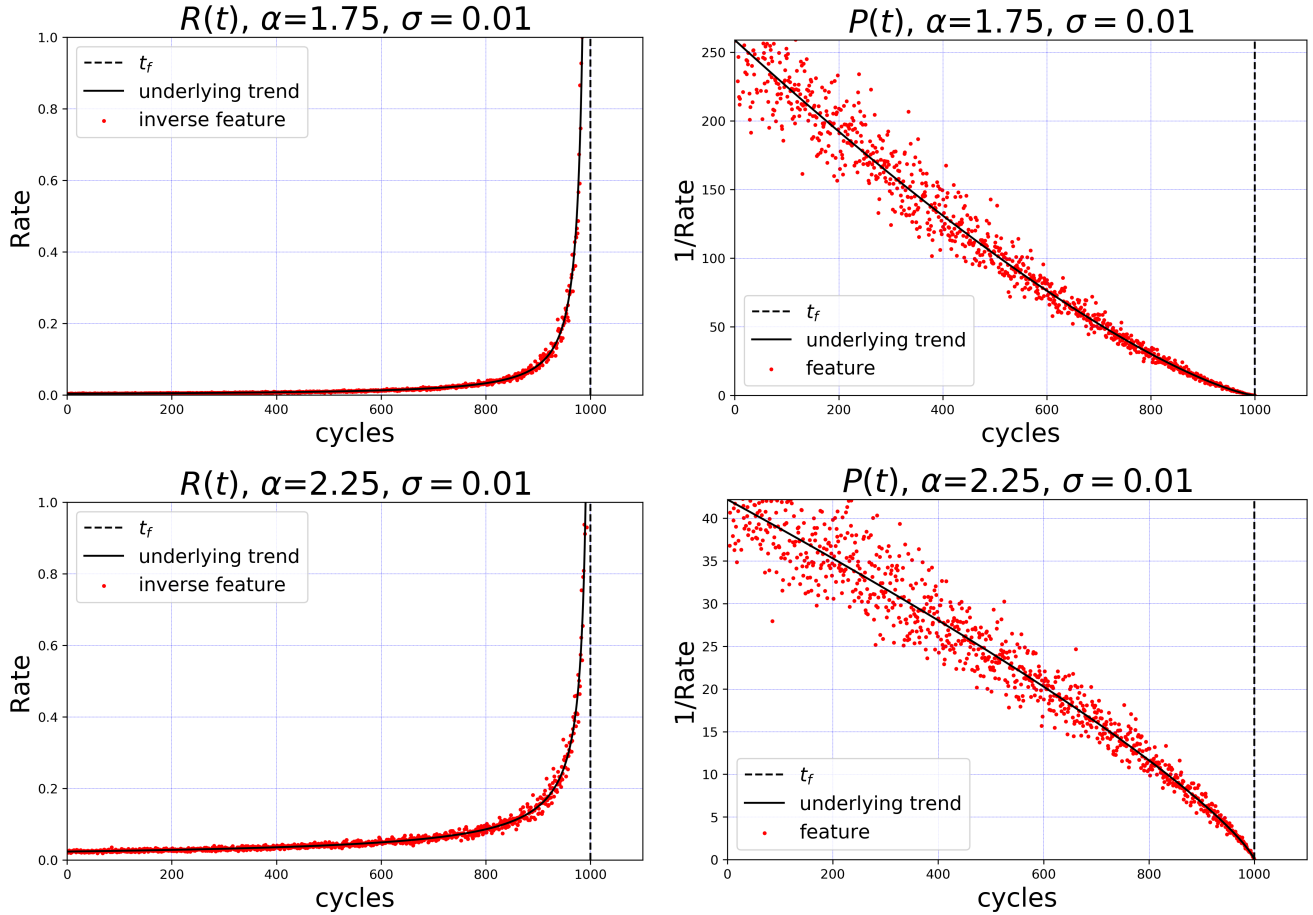 R(t), α=1.75, σ = 0.01
Rate
1.0
0.8
0.6
0.4
0.2
0.0
t_f
underlying trend
inverse feature
0 200 400 600 800 1000
cycles
P(t), α=1.75, σ = 0.01
1/Rate
250
200
150
100
50
0
t_f
underlying trend
feature
0 200 400 600 800 1000
cycles
R(t), α=2.25, σ = 0.01
Rate
1.0
0.8
0.6
0.4
0.2
0.0
t_f
underlying trend
inverse feature
0 200 400 600 800 1000
cycles
P(t), α=2.25, σ = 0.01
1/Rate
40
35
30
25
20
15
10
5
0
t_f
underlying trend
feature
0 200 400 600 800 1000
cycles